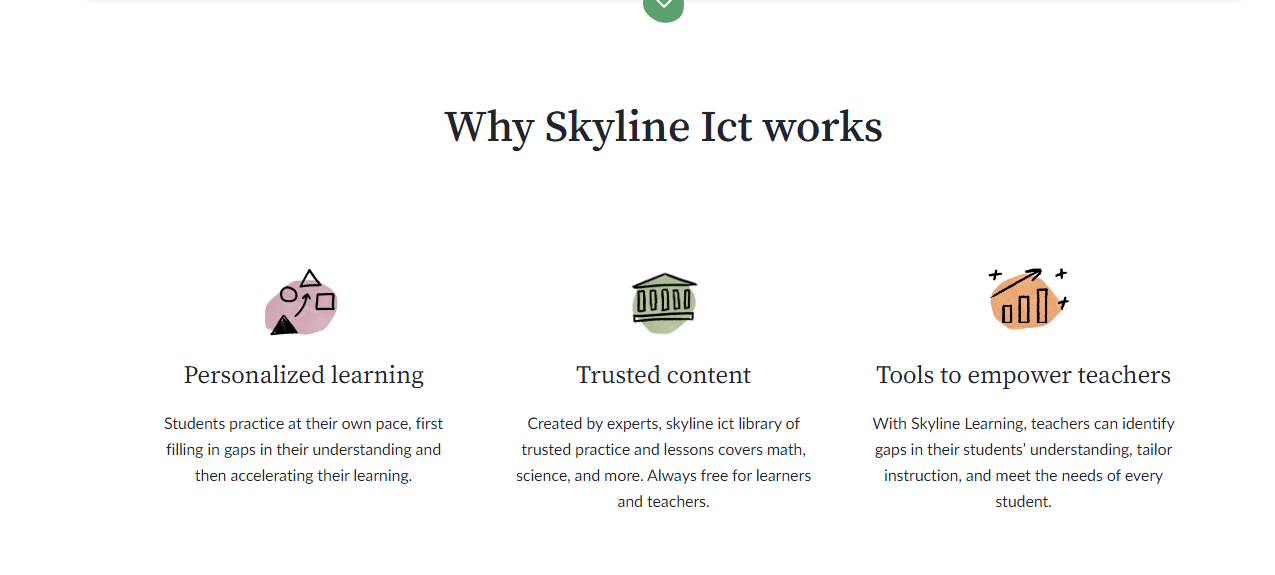 Why Skyline Ict works
Personalized learning
Students practice at their own pace, first
filling in gaps in their understanding and
then accelerating their learning.
Trusted content
Created by experts, skyline ict library of
trusted practice and lessons covers math,
science, and more. Always free for learners
and teachers.
Tools to empower teachers
With Skyline Learning, teachers can identify
gaps in their students’ understanding, tailor
instruction, and meet the needs of every
student.